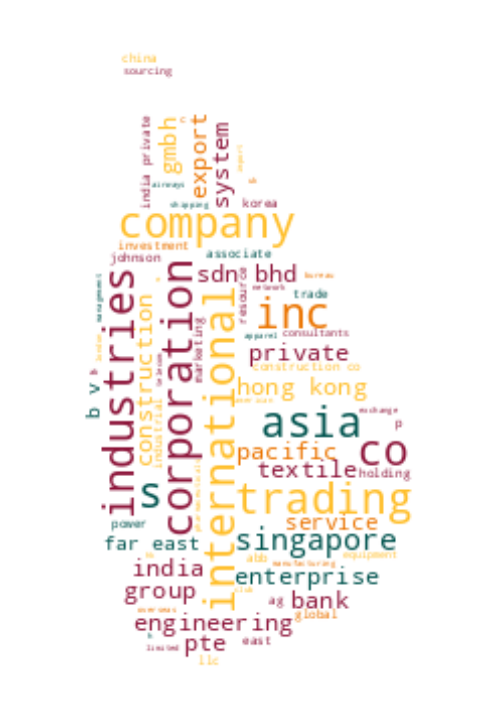 china
sourcing
india private
gmbh
export
system
airways
shipping
korea
company
investment
associate
johnson
sdn bhd
bureau
network
management
industries
construction
corporation
international
resource
trade
inc
marketing
apparel
consultants
private
construction co
telecom
industrial
b v
hong kong
american
asia
exchange
p
pacific
co
textile
holding
pharmaceuticals
s
trading
service
power
far east
singapore
abb
equipment
manufacturing
india
enterprise
group
ag
bank
overseas
global
engineering
limited
pte
east
llc